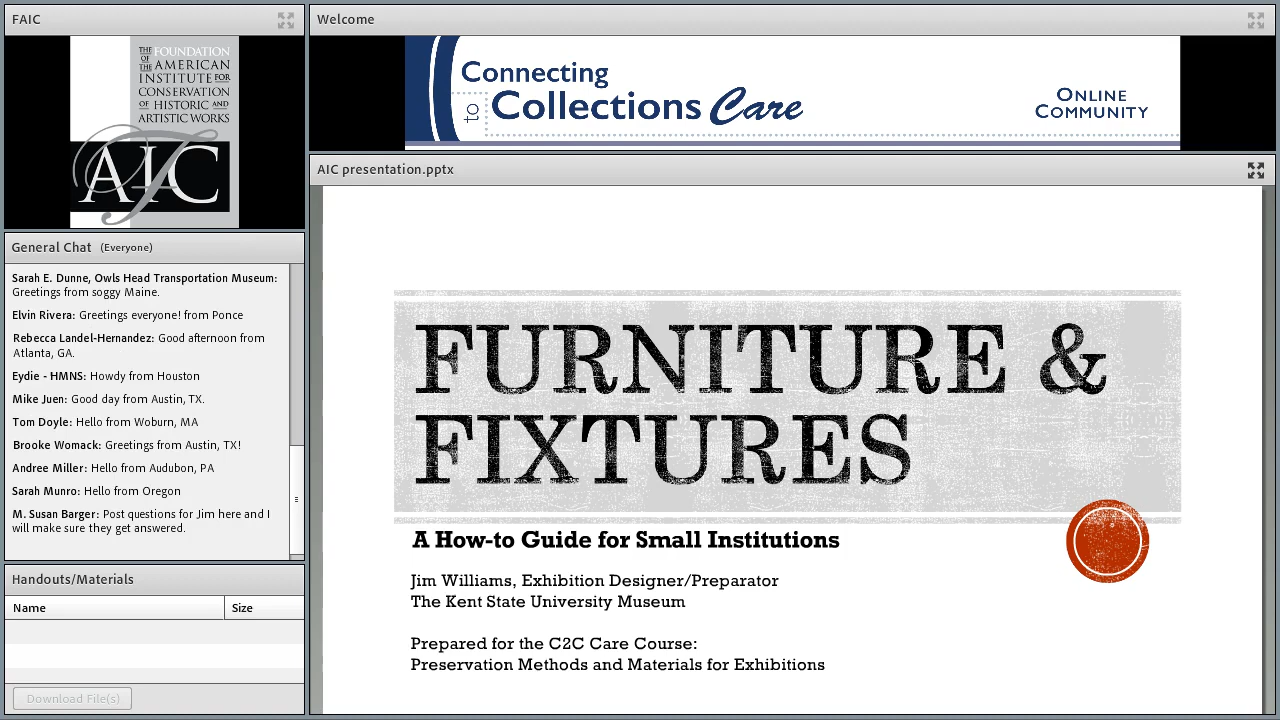 FAIC
THE FOUNDATION
OF THE AMERICAN
INSTITUTE FOR
CONSERVATION
OF HISTORIC AND
ARTISTIC WORKS
FAIC
General Chat (Everyone)
Sarah E. Dunne, Owls Head Transportation Museum:
Greetings from soggy Maine.
Elvin Rivera: Greetings everyone! from Ponce
Rebecca Landel-Hernandez: Good afternoon from
Atlanta, GA.
Eydie - HMNS: Howdy from Houston
Mike Juen: Good day from Austin, TX.
Tom Doyle: Hello from Woburn, MA
Brooke Womack: Greetings from Austin, TX!
Andree Miller: Hello from Audubon, PA
Sarah Munro: Hello from Oregon
M. Susan Barger: Post questions for Jim here and I
will make sure they get answered.
Handouts/Materials
Name Size
Download File(s)
Welcome
Connecting
to Collections Care
ONLINE
COMMUNITY
AIC presentation.pptx
FURNITURE &
FIXTURES
A How-to Guide for Small Institutions
Jim Williams, Exhibition Designer/Preparator
The Kent State University Museum
Prepared for the C2C Care Course:
Preservation Methods and Materials for Exhibitions